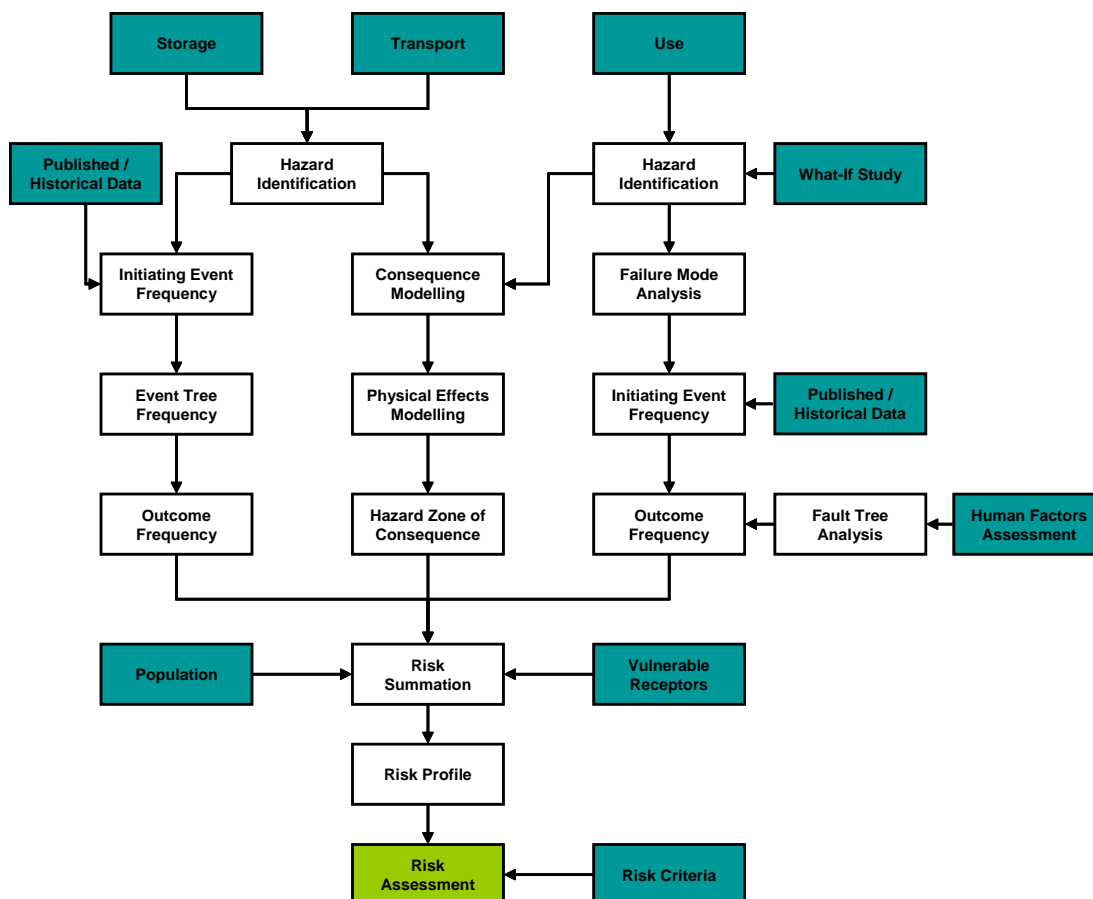 Storage
Transport
Use
Published /
Historical Data
Hazard
Identification
Hazard
Identification
What-If Study
Initiating Event
Frequency
Consequence
Modelling
Failure Mode
Analysis
Event Tree
Frequency
Physical Effects
Modelling
Initiating Event
Frequency
Published /
Historical Data
Outcome
Frequency
Hazard Zone of
Consequence
Outcome
Frequency
Fault Tree
Analysis
Human Factors
Assessment
Population
Risk
Summation
Vulnerable
Receptors
Risk Profile
Risk
Assessment
Risk Criteria